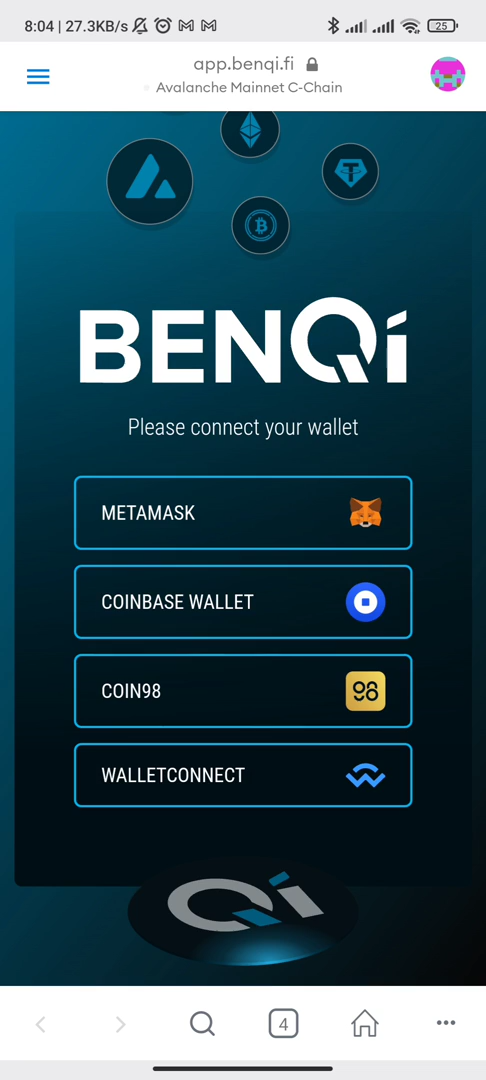 8:04 | 27.3KB/s
25
app.benqi.fi
Avalanche Mainnet C-Chain
BENQi
Please connect your wallet
METAMASK
COINBASE WALLET
COIN98
98
WALLETCONNECT
Qi
4